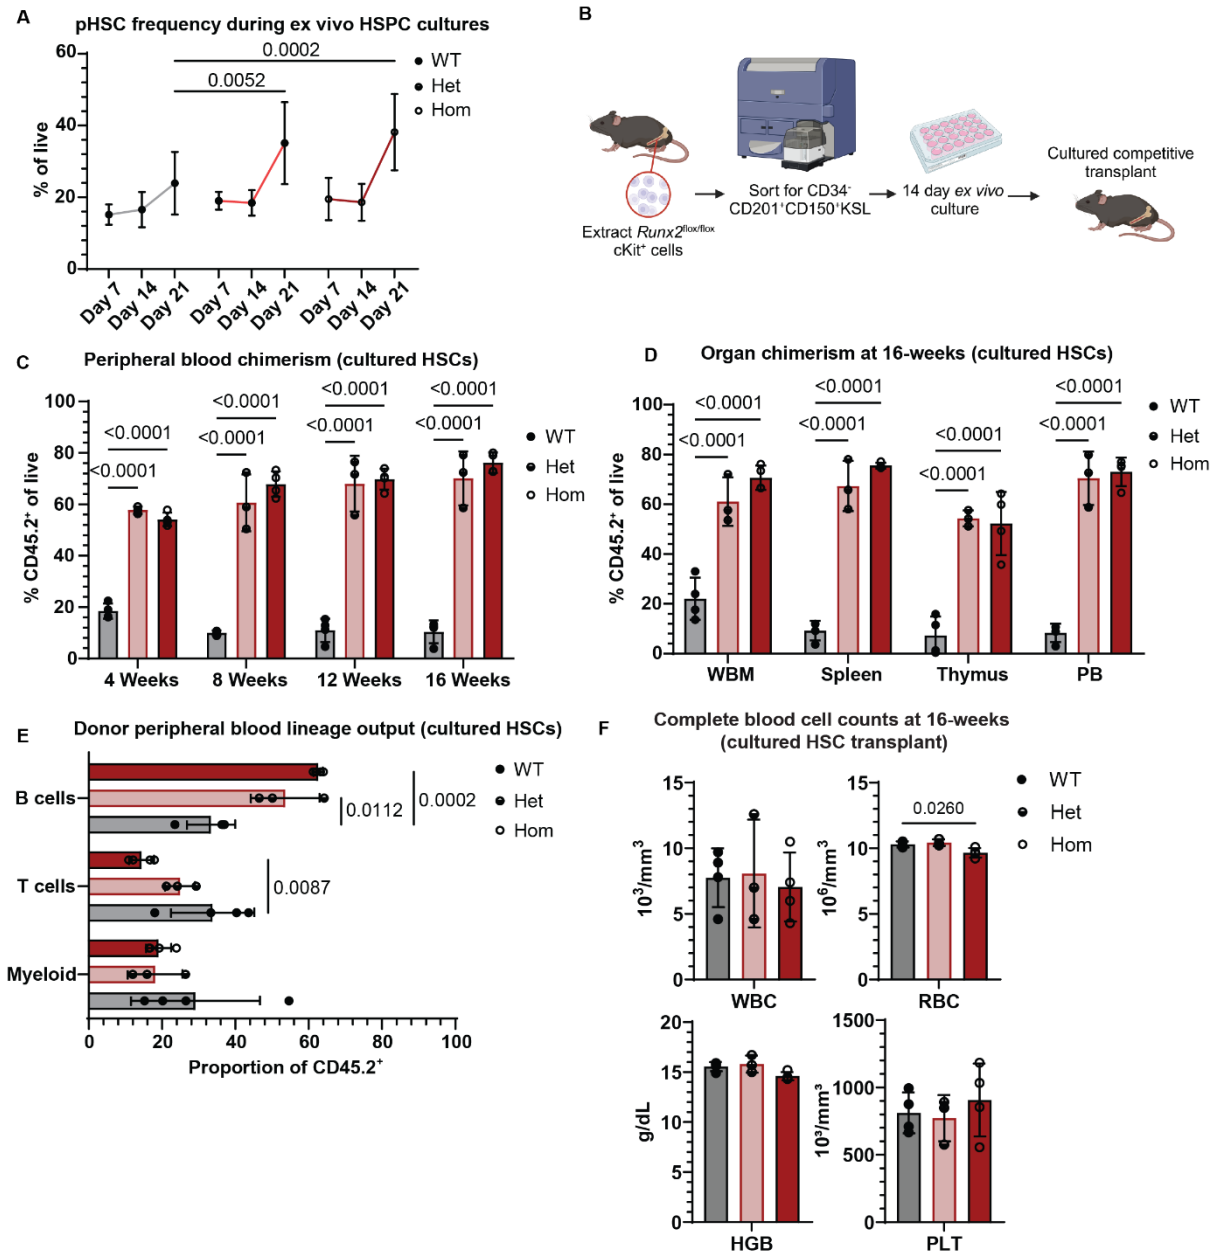 A
pHSC frequency during ex vivo HSPC cultures
% of live
60
40
20
0
0.0002
0.0052
WT
Het
Hom
Day 7
Day 14
Day 21
Day 7
Day 14
Day 21
Day 7
Day 14
Day 21
B
Extract Runx2flox/flox
cKit+ cells
Sort for CD34-
CD201+CD150+KSL
14 day ex vivo
culture
Cultured competitive
transplant
C
Peripheral blood chimerism (cultured HSCs)
% CD45.2+ of live
100
80
60
40
20
0
<0.0001
<0.0001
<0.0001
<0.0001
<0.0001
<0.0001
<0.0001
<0.0001
WT
Het
Hom
4 Weeks
8 Weeks
12 Weeks
16 Weeks
D
Organ chimerism at 16-weeks (cultured HSCs)
% CD45.2+ of live
100
80
60
40
20
0
<0.0001
<0.0001
<0.0001
<0.0001
<0.0001
<0.0001
<0.0001
<0.0001
WT
Het
Hom
WBM
Spleen
Thymus
PB
E
Donor peripheral blood lineage output (cultured HSCs)
B cells
T cells
Myeloid
0.0112
0.0002
0.0087
WT
Het
Hom
0
20
40
60
80
100
Proportion of CD45.2+
F
Complete blood cell counts at 16-weeks
(cultured HSC transplant)
10³/mm³
15
10
5
0
WBC
10⁶/mm³
15
10
5
0
0.0260
RBC
WT
Het
Hom
g/dL
20
15
10
5
0
HGB
10³/mm³
1500
1000
500
0
PLT